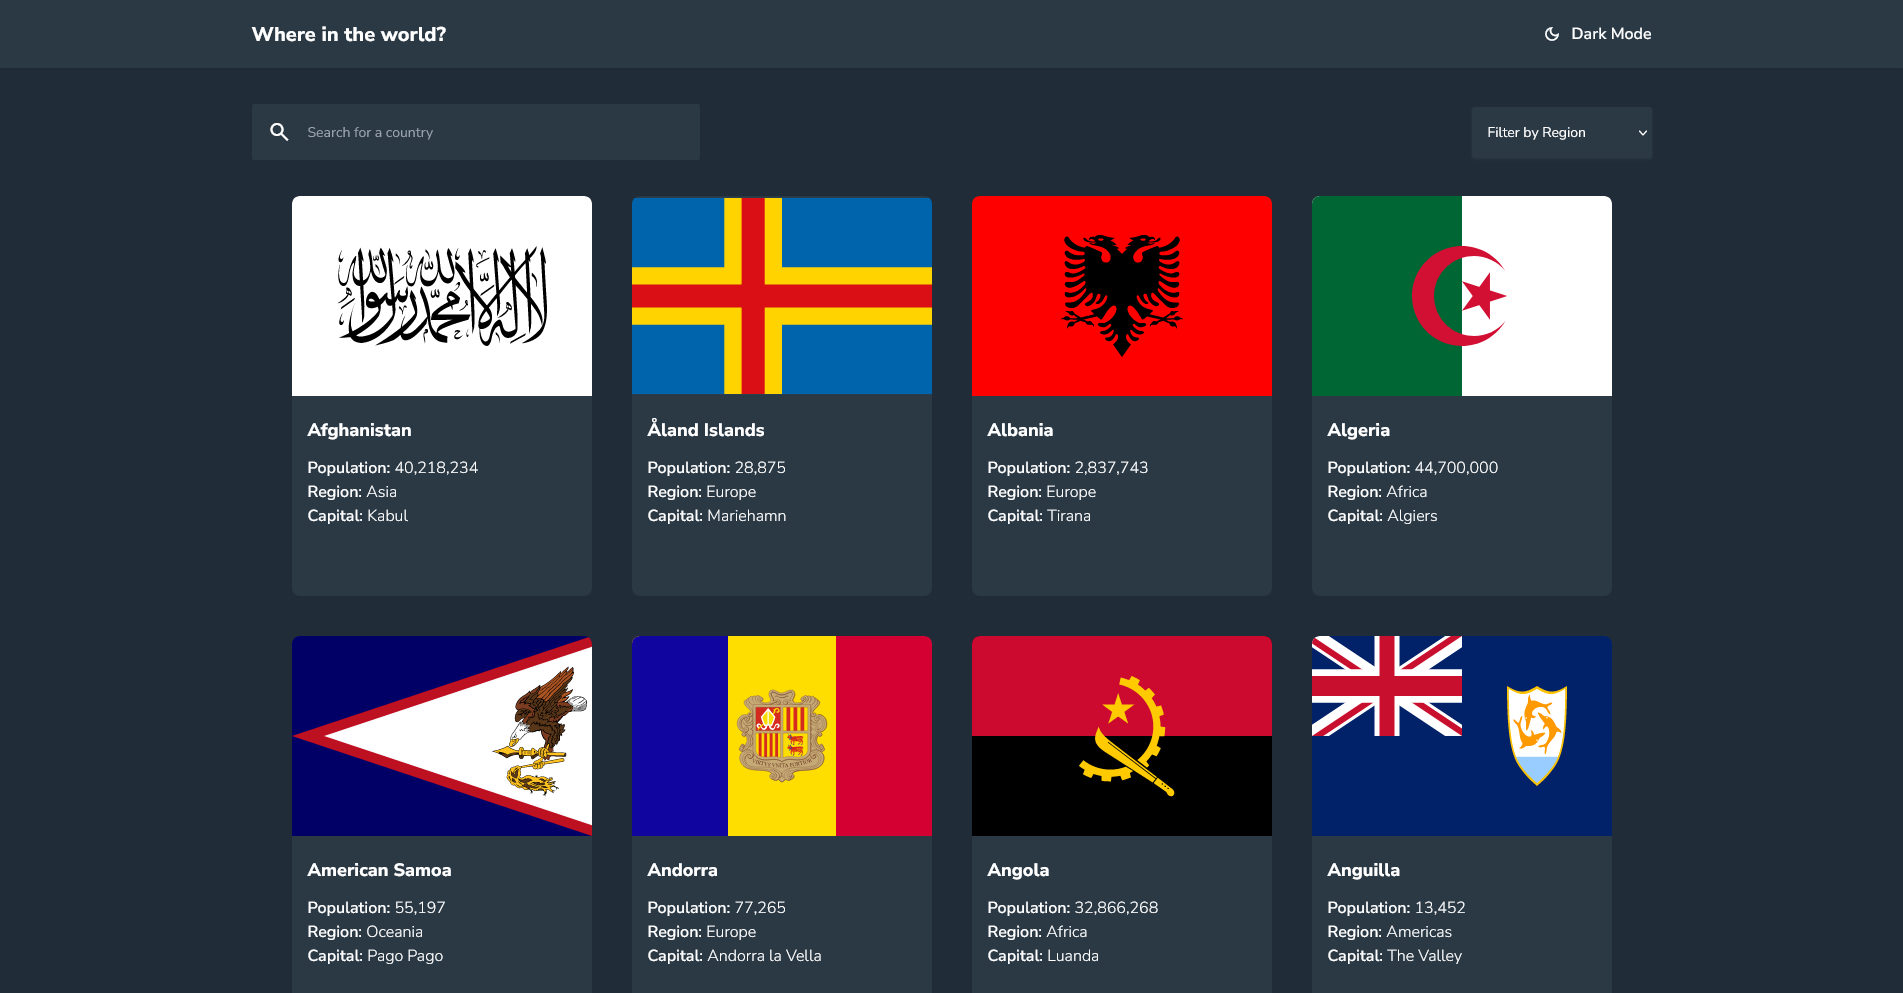 Where in the world?
Dark Mode
Search for a country
Filter by Region
لا إله إلا الله محمد رسول الله
Afghanistan
Population: 40,218,234
Region: Asia
Capital: Kabul
Åland Islands
Population: 28,875
Region: Europe
Capital: Mariehamn
Albania
Population: 2,837,743
Region: Europe
Capital: Tirana
Algeria
Population: 44,700,000
Region: Africa
Capital: Algiers
American Samoa
Population: 55,197
Region: Oceania
Capital: Pago Pago
Andorra
Population: 77,265
Region: Europe
Capital: Andorra la Vella
Angola
Population: 32,866,268
Region: Africa
Capital: Luanda
Anguilla
Population: 13,452
Region: Americas
Capital: The Valley